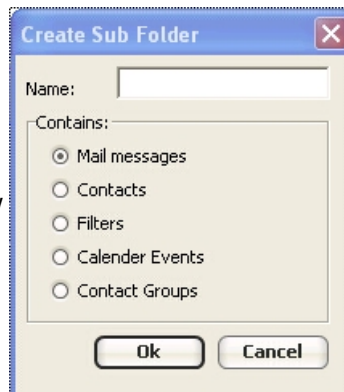 Create Sub Folder
Name:
Contains:
Mail messages
Contacts
Filters
Calender Events
Contact Groups
Ok Cancel